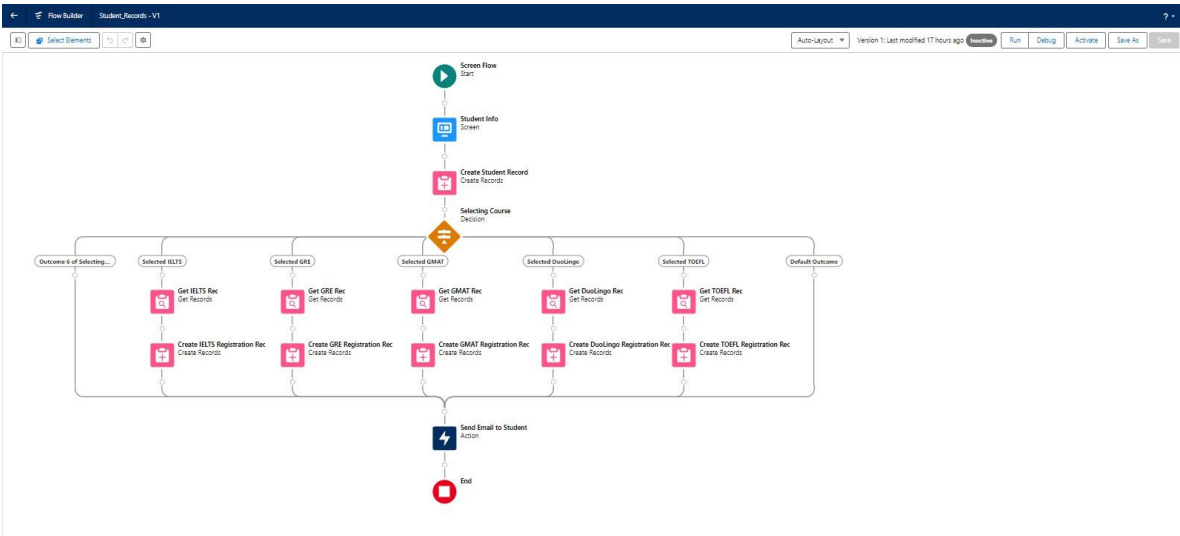 Flow Builder Student_Records - V1 ?
Select Elements Auto-Layout Version 1: Last modified 17 hours ago Inactive Run Debug Activate Save As Save
Screen Flow
Start
Student Info
Screen
Create Student Record
Create Records
Selecting Course
Decision
Outcome 6 of Selecting... Selected IELTS Selected GRE Selected GMAT Selected DuoLingo Selected TOEFL Default Outcome
Get IELTS Rec Get GRE Rec Get GMAT Rec Get DuoLingo Rec Get TOEFL Rec
Get Records Get Records Get Records Get Records Get Records
Create IELTS Registration Rec Create GRE Registration Rec Create GMAT Registration Rec Create DuoLingo Registration Rec Create TOEFL Registration Rec
Create Records Create Records Create Records Create Records Create Records
Send Email to Student
Action
End